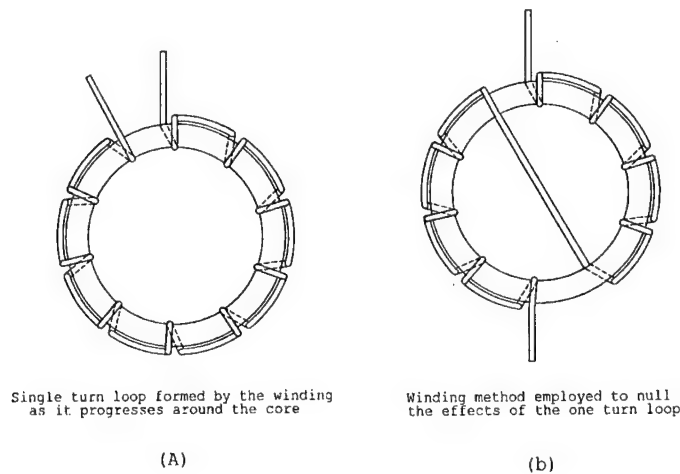 Single turn loop formed by the winding
as it progresses around the core
(A)
Winding method employed to null
the effects of the one turn loop
(b)